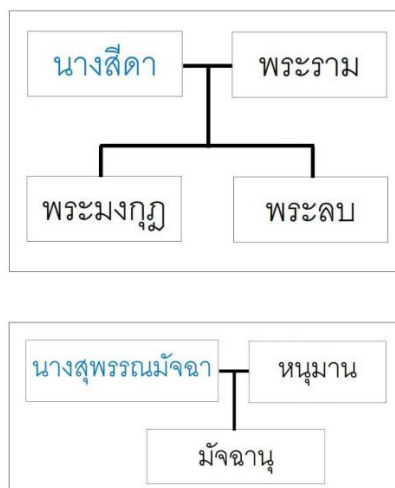 นางสีดา
พระราม
พระมงกุฎ
พระลบ
นางสุพรรณมัจฉา
หนุมาน
มัจฉานุ